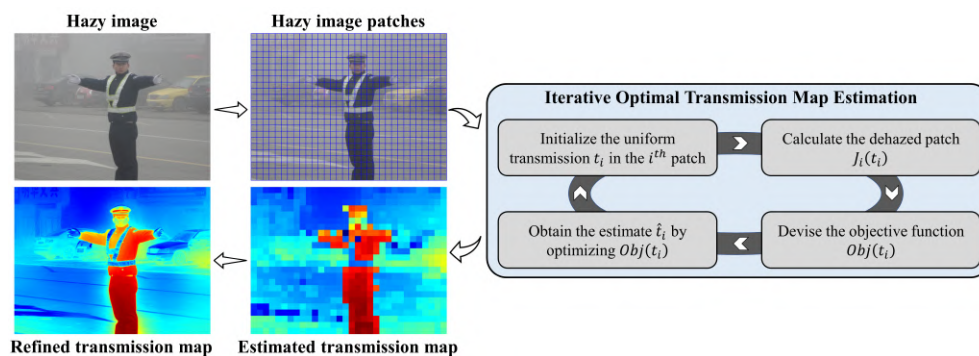 Hazy image
Hazy image patches
Iterative Optimal Transmission Map Estimation
Initialize the uniform
transmission t_i in the i^{th} patch
Calculate the dehazed patch
J_i(t_i)
Obtain the estimate \hat{t}_i by
optimizing Obj(t_i)
Devise the objective function
Obj(t_i)
Refined transmission map
Estimated transmission map